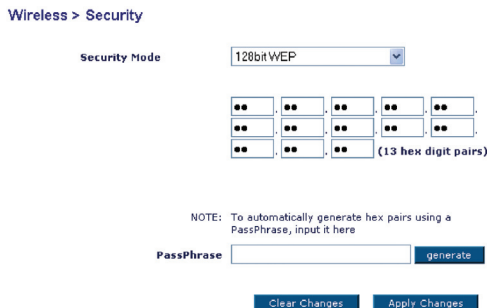 Wireless > Security
Security Mode 128bit WEP
•• . •• . •• . •• . •• .
•• . •• . •• . •• . •• .
•• . •• . •• (13 hex digit pairs)
NOTE: To automatically generate hex pairs using a
PassPhrase, input it here
PassPhrase generate
Clear Changes Apply Changes